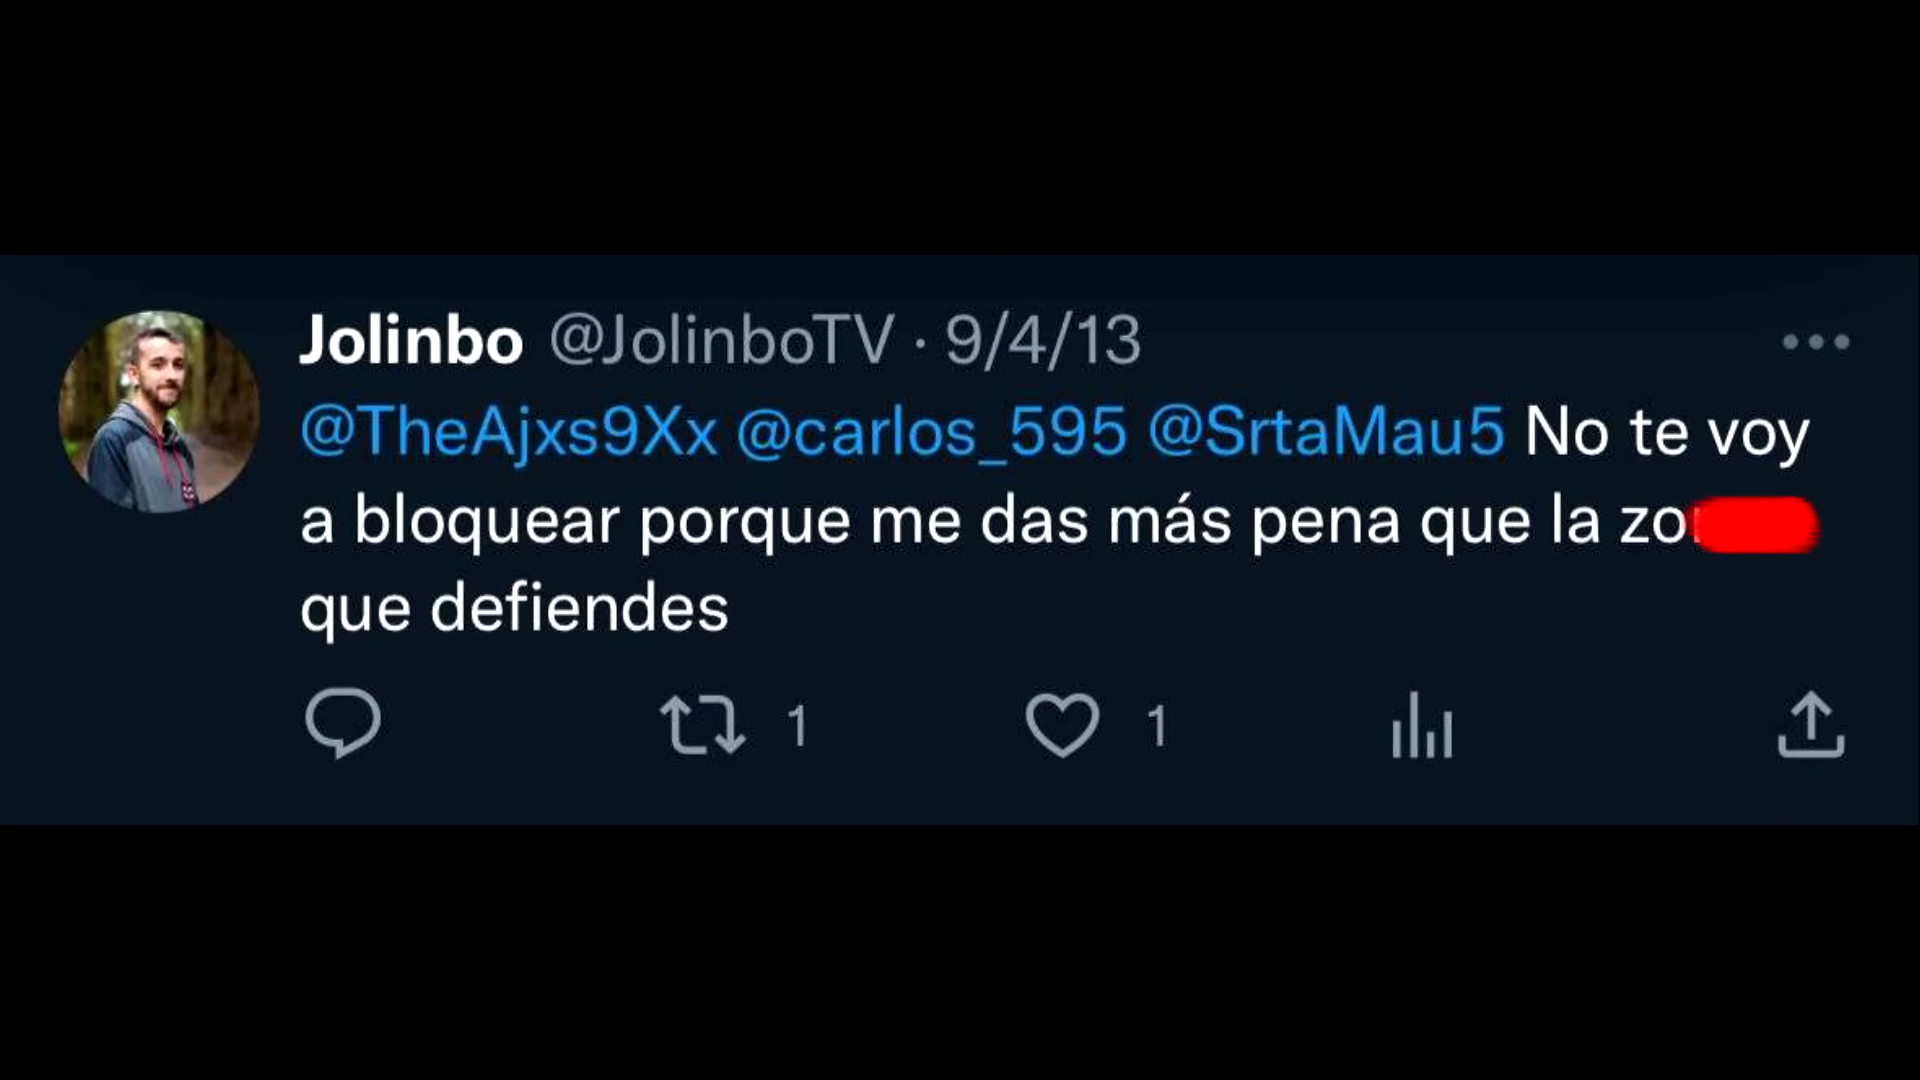 Jolinbo @JolinboTV · 9/4/13
@TheAjxs9Xx @carlos_595 @SrtaMau5 No te voy
a bloquear porque me das más pena que la
que defiendes
1 1